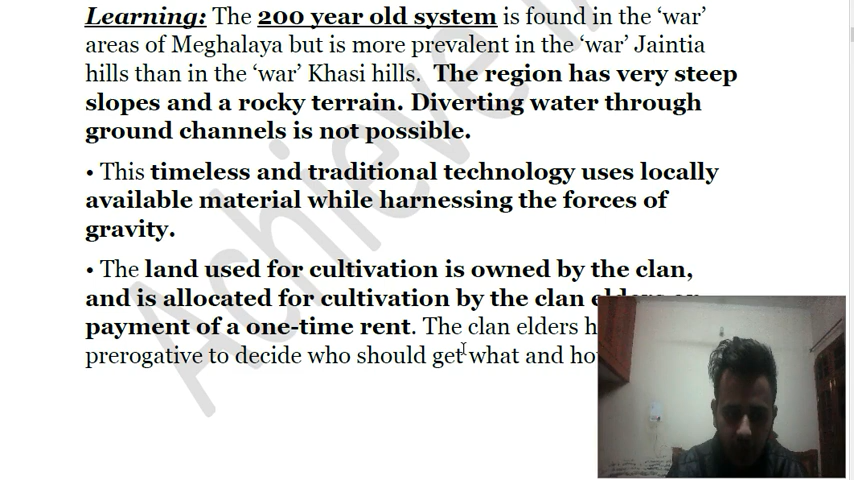 Learning: The 200 year old system is found in the ‘war’
areas of Meghalaya but is more prevalent in the ‘war’ Jaintia
hills than in the ‘war’ Khasi hills. The region has very steep
slopes and a rocky terrain. Diverting water through
ground channels is not possible.
• This timeless and traditional technology uses locally
available material while harnessing the forces of
gravity.
• The land used for cultivation is owned by the clan,
and is allocated for cultivation by the clan elders on
payment of a one-time rent. The clan elders
prerogative to decide who should get what and
Achieve